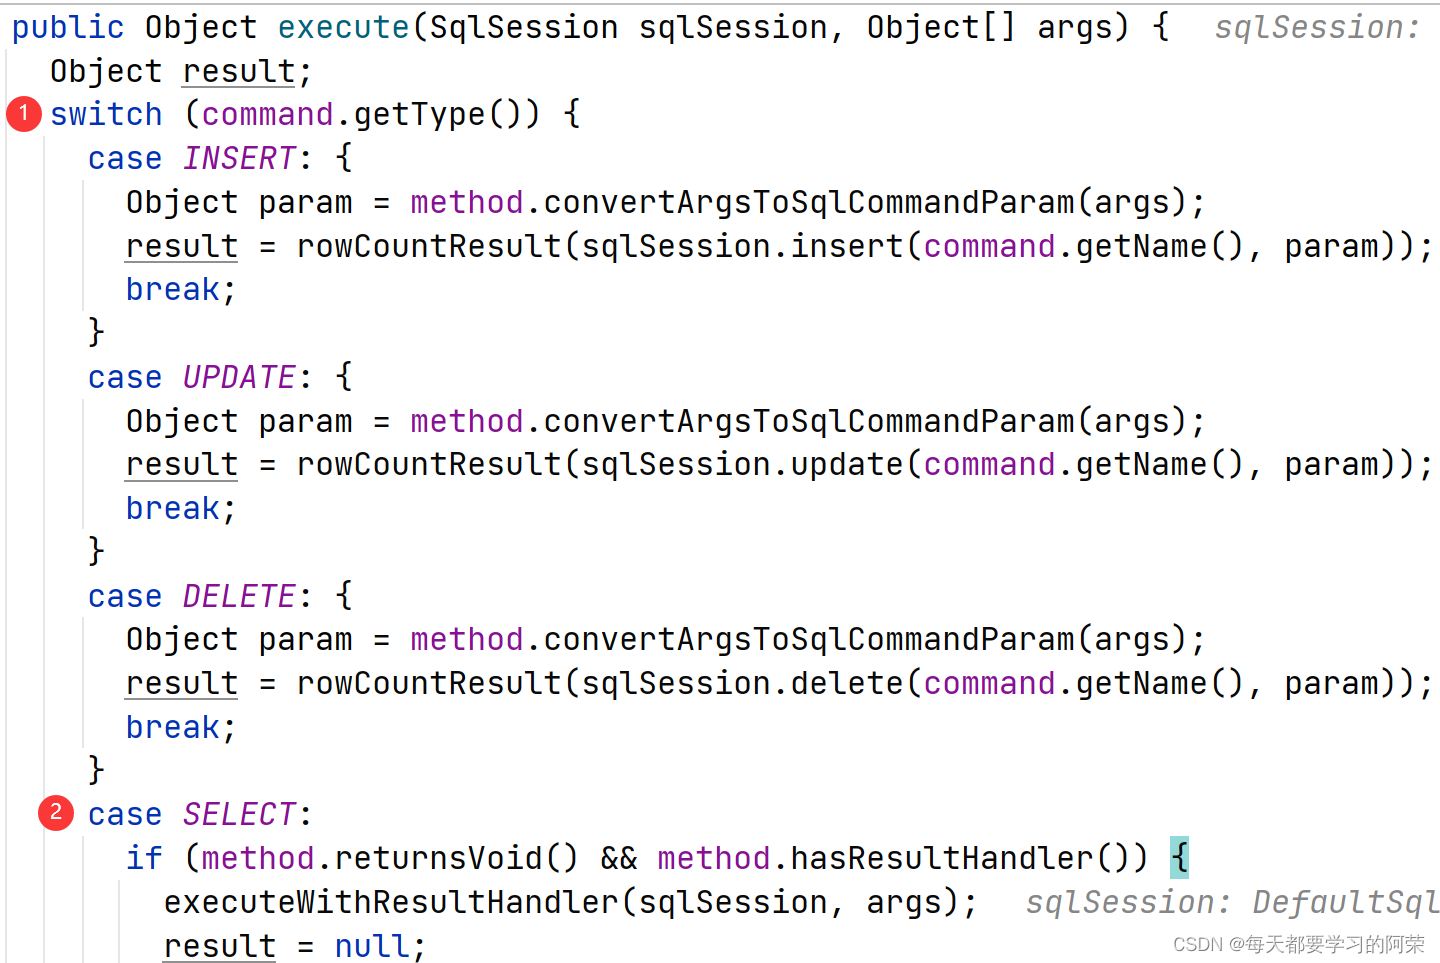 public Object execute(SqlSession sqlSession, Object[] args) { sqlSession:
Object result;
1 switch (command.getType()) {
case INSERT: {
Object param = method.convertArgsToSqlCommandParam(args);
result = rowCountResult(sqlSession.insert(command.getName(), param));
break;
}
case UPDATE: {
Object param = method.convertArgsToSqlCommandParam(args);
result = rowCountResult(sqlSession.update(command.getName(), param));
break;
}
case DELETE: {
Object param = method.convertArgsToSqlCommandParam(args);
result = rowCountResult(sqlSession.delete(command.getName(), param));
break;
}
2 case SELECT:
if (method.returnsVoid() && method.hasResultHandler()) {
executeWithResultHandler(sqlSession, args); sqlSession: DefaultSql
result = null;
CSDN @每天都要学习的阿荣